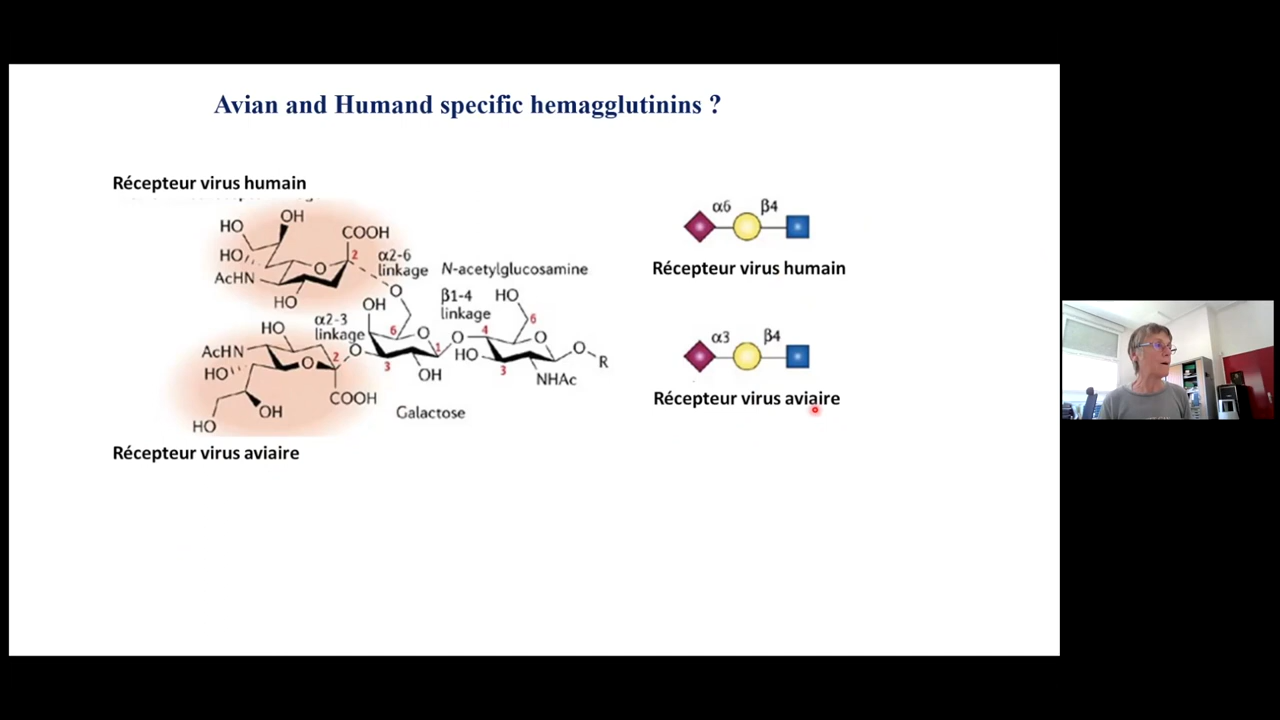 Avian and Humand specific hemagglutinins ?
Récepteur virus humain
OH
HO
COOH
HO
2
α2-6
linkage
N-acetylglucosamine
O
AcHN
HO
O
OH
β1-4
linkage
HO
HO
α2-3
linkage
6
O
1
O
4
6
O
AcHN
2
O
HO
O
O
R
HO
3
OH
3
NHAc
COOH
OH
Galactose
HO
Récepteur virus aviaire
α6
β4
Récepteur virus humain
α3
β4
Récepteur virus aviaire